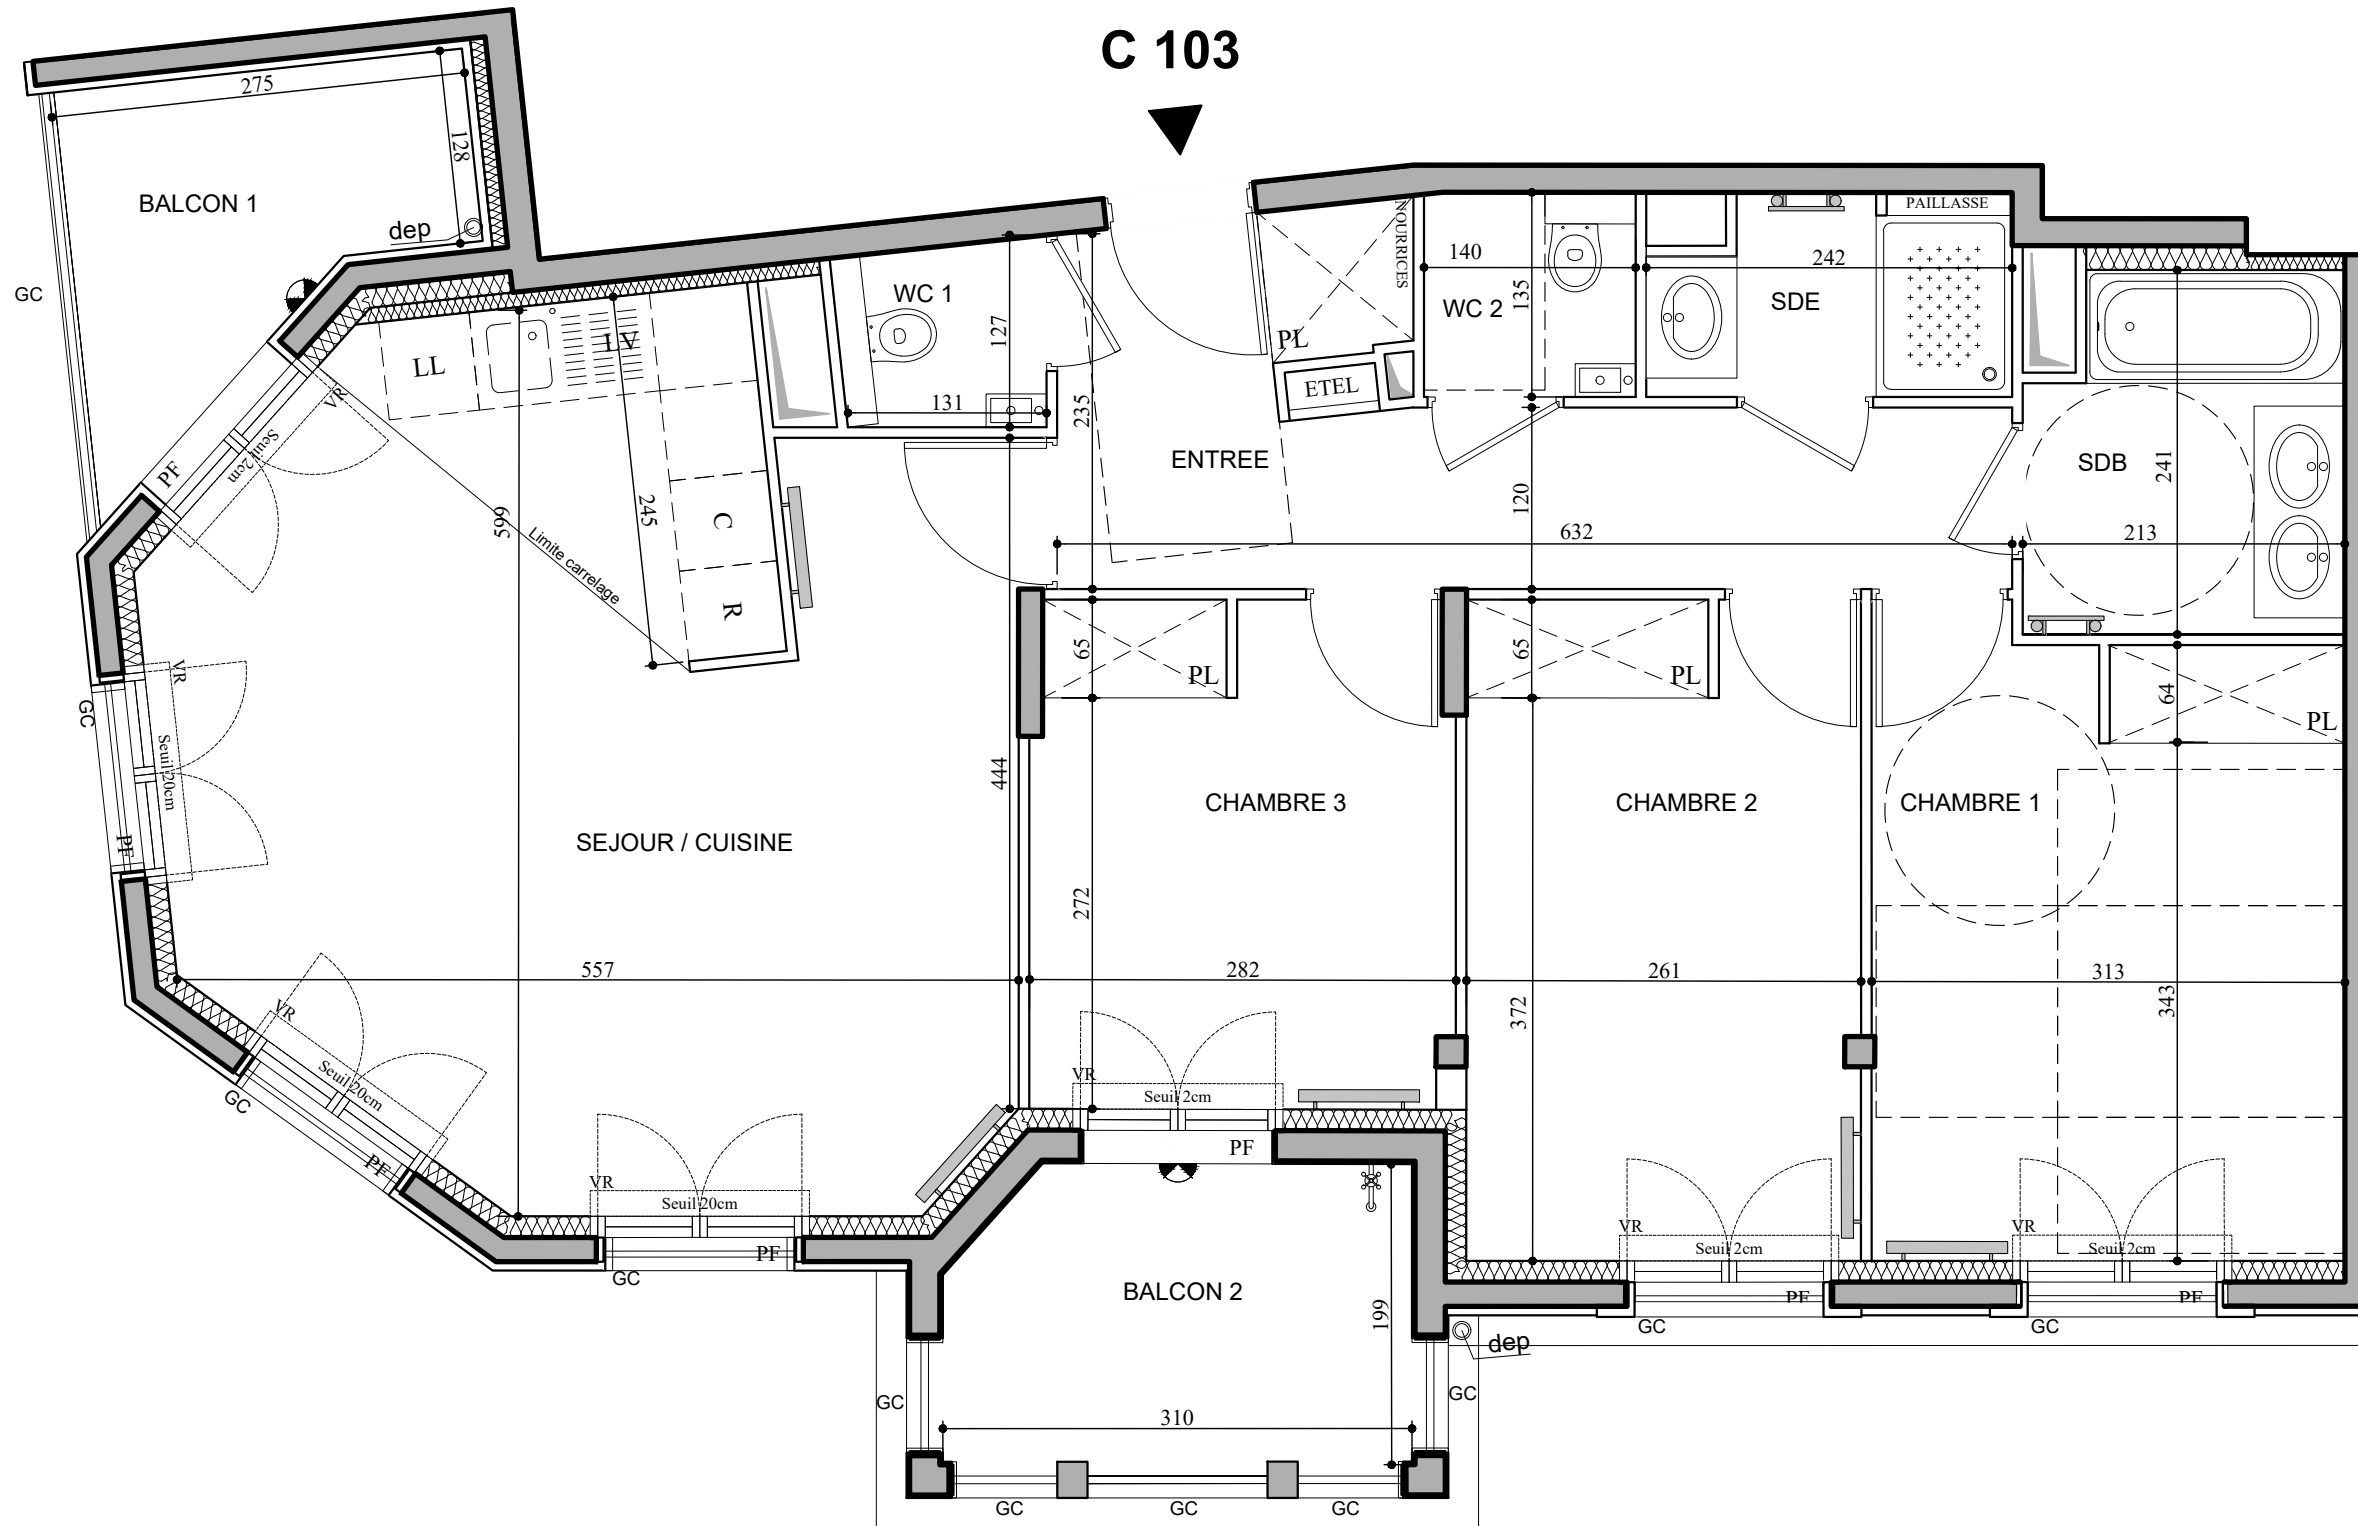 C 103
275
128
BALCON 1
dep
GC
PAILLASSE
NOURRICES
140
135
242
WC 1
WC 2
SDE
127
LV
LL
PL
ETEL
131
235
VR
Seuil 2cm
PF
ENTREE
SDB
241
599
245
C
120
632
213
Limite carrelage
R
65
PL
65
PL
64
PL
VR
GC
Seuil 20cm
PF
444
CHAMBRE 3
CHAMBRE 2
CHAMBRE 1
SEJOUR / CUISINE
272
557
282
261
313
372
343
VR
Seuil 20cm
GC
PF
VR
Seuil 2cm
PF
VR
Seuil 20cm
PF
GC
VR
Seuil 2cm
PF
GC
VR
Seuil 2cm
PF
GC
BALCON 2
199
dep
GC
GC
310
GC
GC
GC